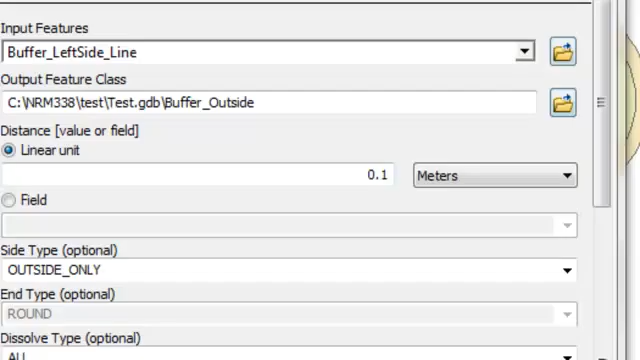 Input Features
Buffer_LeftSide_Line
Output Feature Class
C:\NRM338\test\Test.gdb\Buffer_Outside
Distance [value or field]
Linear unit
0.1 Meters
Field
Side Type (optional)
OUTSIDE_ONLY
End Type (optional)
ROUND
Dissolve Type (optional)
ALL